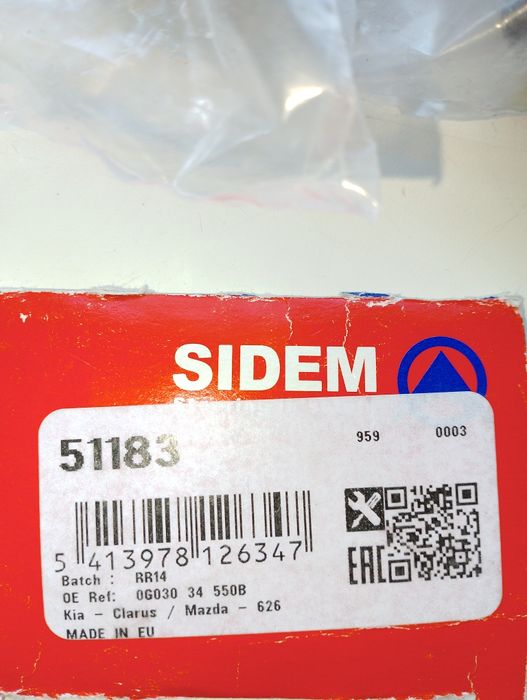 SIDEM
51183
959 0003
5 413978 126347
EAC
Batch : RR14
OE Ref: 0G030 34 550B
Kia - Clarus / Mazda - 626
MADE IN EU